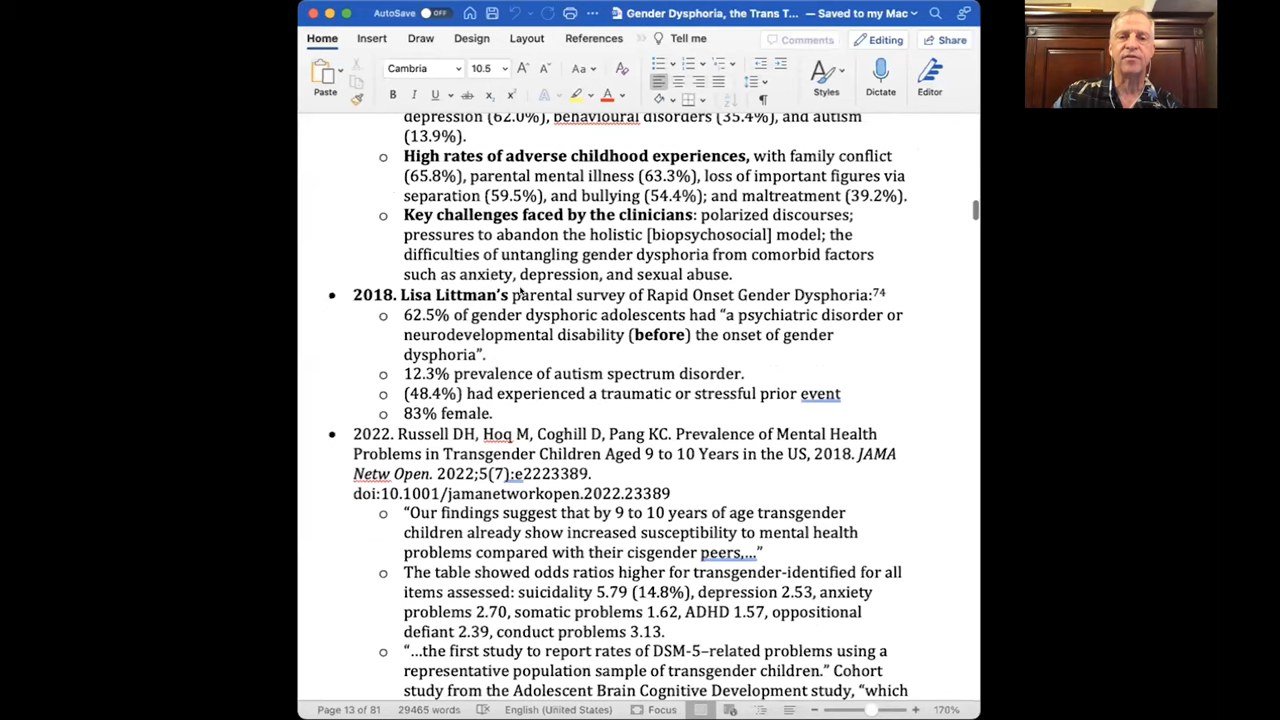 AutoSave OFF Gender Dysphoria, the Trans T... — Saved to my Mac
Home Insert Draw Design Layout References Tell me Comments Editing Share
Paste Cambria 10.5 Aa Styles Dictate Editor
B I U ab x₂ x² A A
depression (62.0%), behavioural disorders (35.4%), and autism
(13.9%).
o High rates of adverse childhood experiences, with family conflict
(65.8%), parental mental illness (63.3%), loss of important figures via
separation (59.5%), and bullying (54.4%); and maltreatment (39.2%).
o Key challenges faced by the clinicians: polarized discourses;
pressures to abandon the holistic [biopsychosocial] model; the
difficulties of untangling gender dysphoria from comorbid factors
such as anxiety, depression, and sexual abuse.
• 2018. Lisa Littman's parental survey of Rapid Onset Gender Dysphoria:74
o 62.5% of gender dysphoric adolescents had “a psychiatric disorder or
neurodevelopmental disability (before) the onset of gender
dysphoria”.
o 12.3% prevalence of autism spectrum disorder.
o (48.4%) had experienced a traumatic or stressful prior event
o 83% female.
• 2022. Russell DH, Hoq M, Coghill D, Pang KC. Prevalence of Mental Health
Problems in Transgender Children Aged 9 to 10 Years in the US, 2018. JAMA
Netw Open. 2022;5(7):e2223389.
doi:10.1001/jamanetworkopen.2022.23389
o “Our findings suggest that by 9 to 10 years of age transgender
children already show increased susceptibility to mental health
problems compared with their cisgender peers,...”
o The table showed odds ratios higher for transgender-identified for all
items assessed: suicidality 5.79 (14.8%), depression 2.53, anxiety
problems 2.70, somatic problems 1.62, ADHD 1.57, oppositional
defiant 2.39, conduct problems 3.13.
o “...the first study to report rates of DSM-5–related problems using a
representative population sample of transgender children.” Cohort
study from the Adolescent Brain Cognitive Development study, “which
Page 13 of 81 29465 words English (United States) Focus 170%